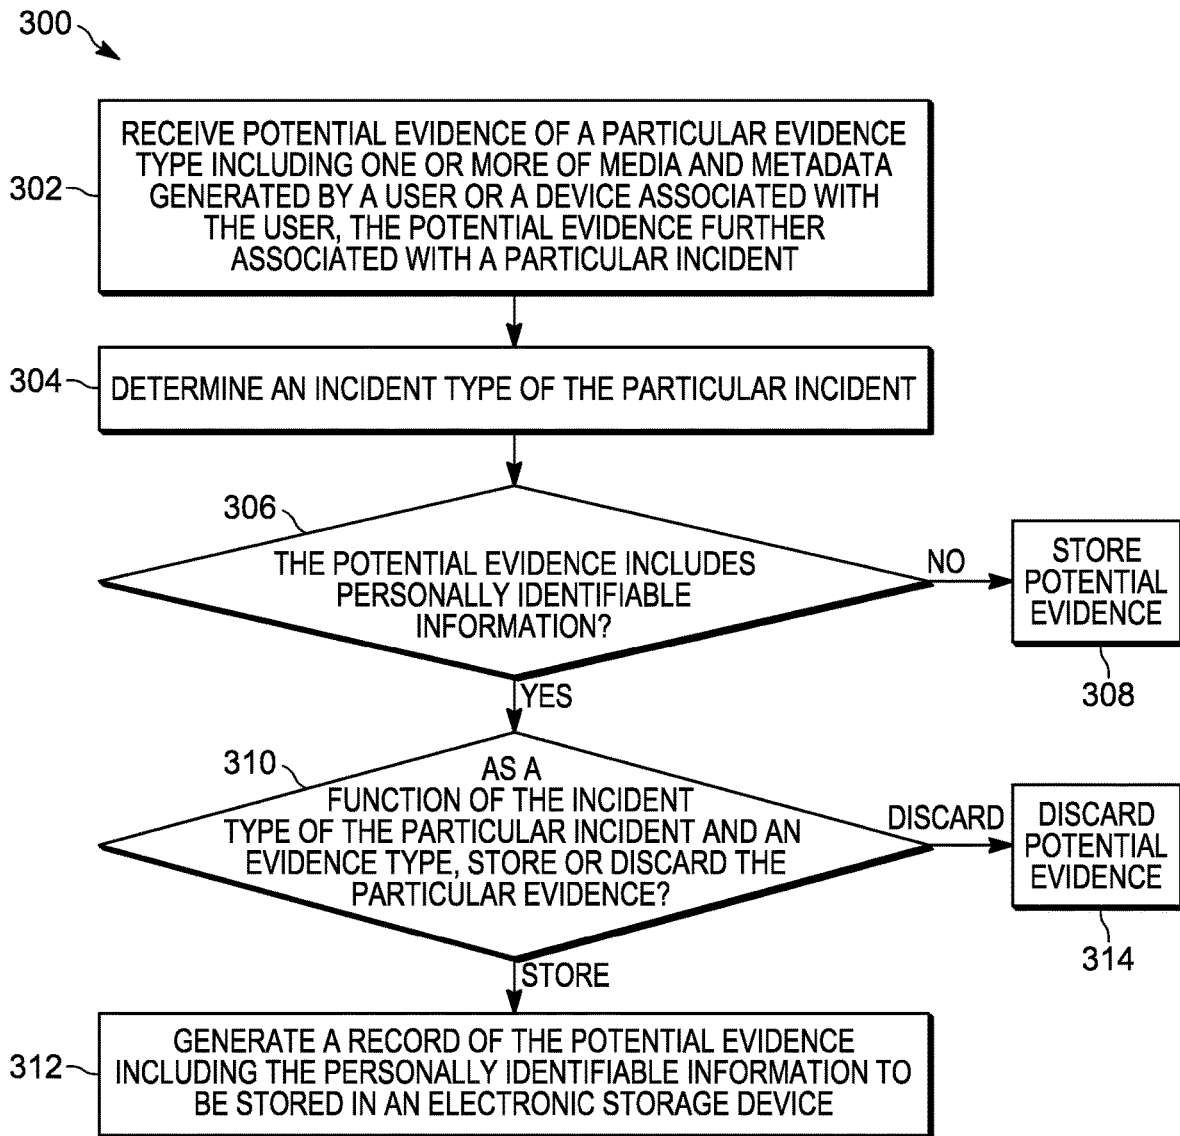 300
302
RECEIVE POTENTIAL EVIDENCE OF A PARTICULAR EVIDENCE
TYPE INCLUDING ONE OR MORE OF MEDIA AND METADATA
GENERATED BY A USER OR A DEVICE ASSOCIATED WITH
THE USER, THE POTENTIAL EVIDENCE FURTHER
ASSOCIATED WITH A PARTICULAR INCIDENT
304
DETERMINE AN INCIDENT TYPE OF THE PARTICULAR INCIDENT
306
THE POTENTIAL EVIDENCE INCLUDES
PERSONALLY IDENTIFIABLE
INFORMATION?
NO
STORE
POTENTIAL
EVIDENCE
308
YES
310
AS A
FUNCTION OF THE INCIDENT
TYPE OF THE PARTICULAR INCIDENT AND AN
EVIDENCE TYPE, STORE OR DISCARD THE
PARTICULAR EVIDENCE?
DISCARD
DISCARD
POTENTIAL
EVIDENCE
314
STORE
312
GENERATE A RECORD OF THE POTENTIAL EVIDENCE
INCLUDING THE PERSONALLY IDENTIFIABLE INFORMATION TO
BE STORED IN AN ELECTRONIC STORAGE DEVICE